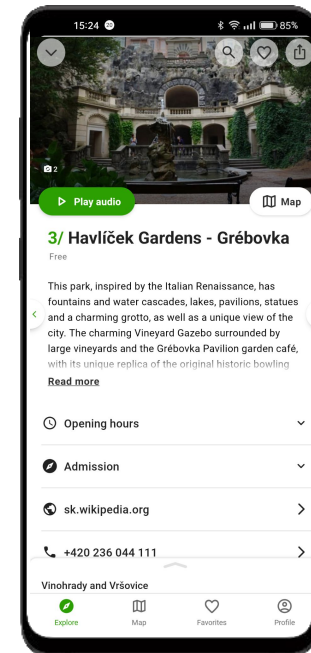 15:24 20 85%
2
Play audio
Map
3/ Havlíček Gardens - Grébovka
Free
This park, inspired by the Italian Renaissance, has
fountains and water cascades, lakes, pavilions, statues
and a charming grotto, as well as a unique view of the
city. The charming Vineyard Gazebo surrounded by
large vineyards and the Grébovka Pavilion garden café,
with its unique replica of the original historic bowling
Read more
Opening hours
Admission
sk.wikipedia.org
+420 236 044 111
Vinohrady and Vršovice
Explore
Map
Favorites
Profile